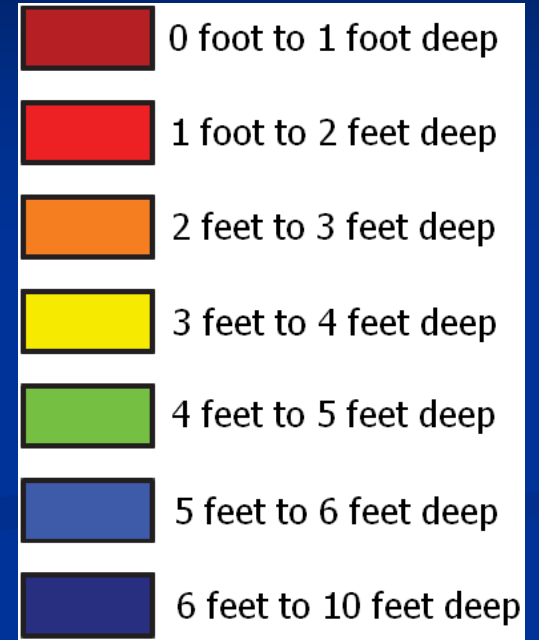 0 foot to 1 foot deep
1 foot to 2 feet deep
2 feet to 3 feet deep
3 feet to 4 feet deep
4 feet to 5 feet deep
5 feet to 6 feet deep
6 feet to 10 feet deep